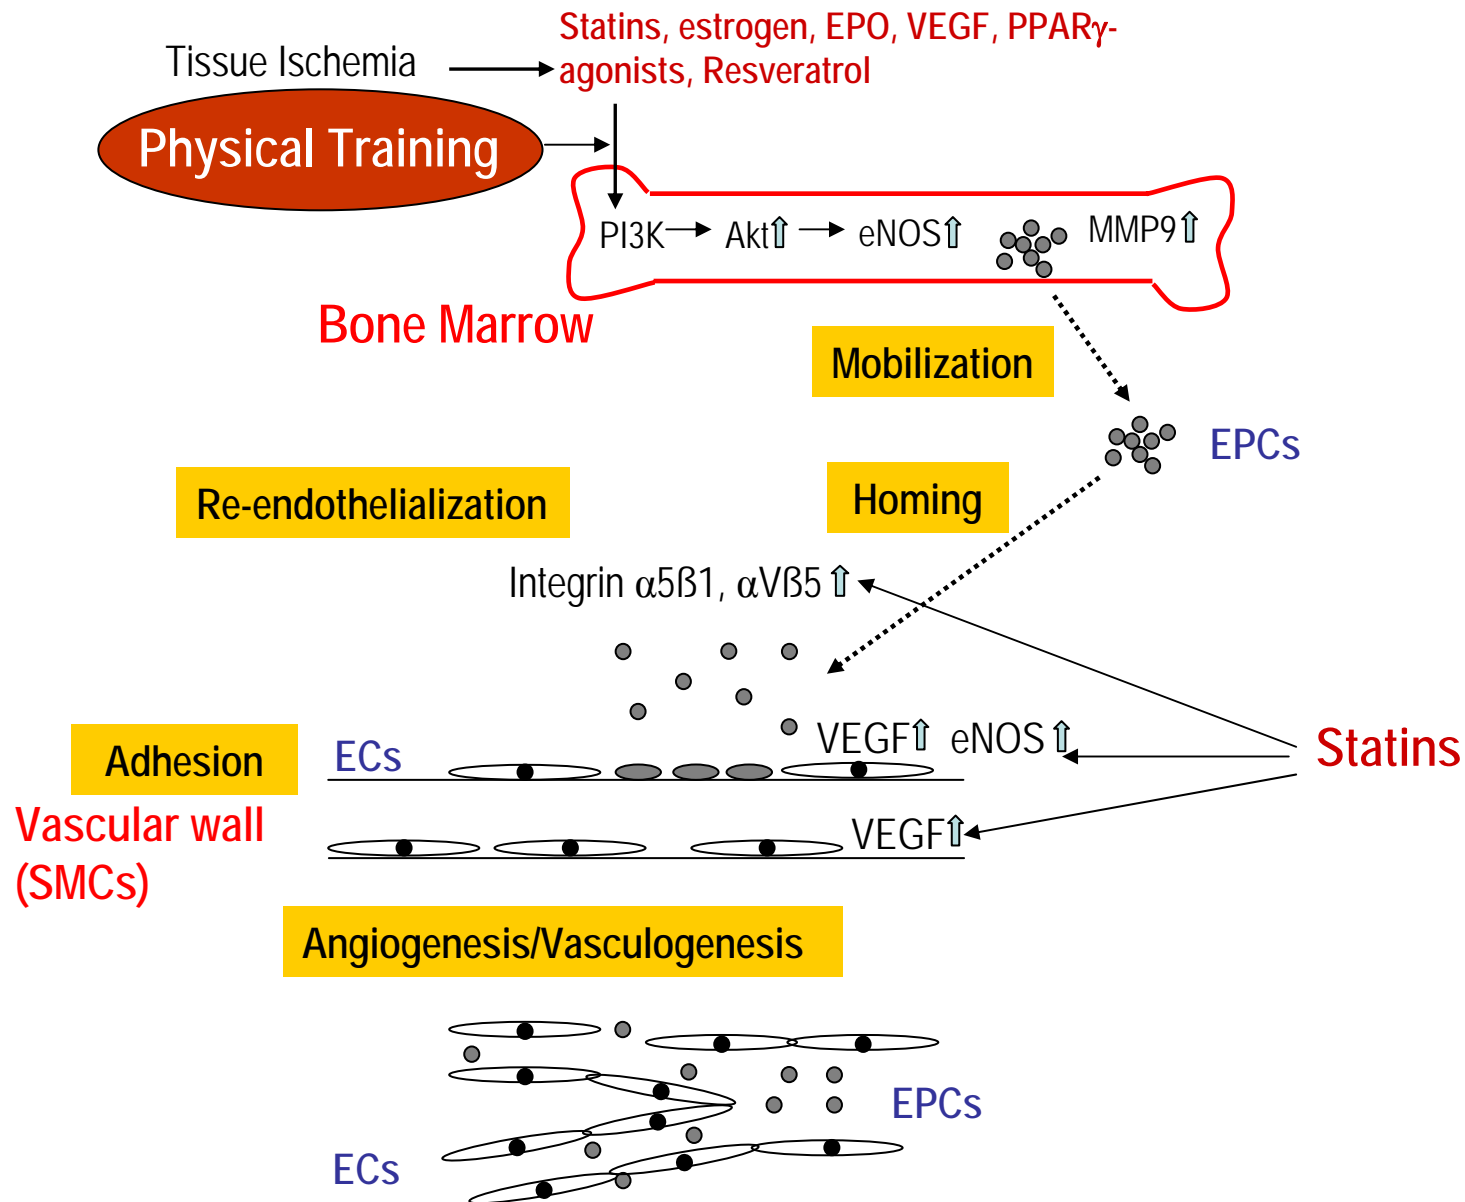 Statins, estrogen, EPO, VEGF, PPARγ-
agonists, Resveratrol
Tissue Ischemia
Physical Training
PI3K
Akt
eNOS
MMP9
Bone Marrow
Mobilization
EPCs
Re-endothelialization
Homing
Integrin α5ß1, αVß5
VEGF
eNOS
Statins
Adhesion
ECs
Vascular wall
(SMCs)
VEGF
Angiogenesis/Vasculogenesis
EPCs
ECs